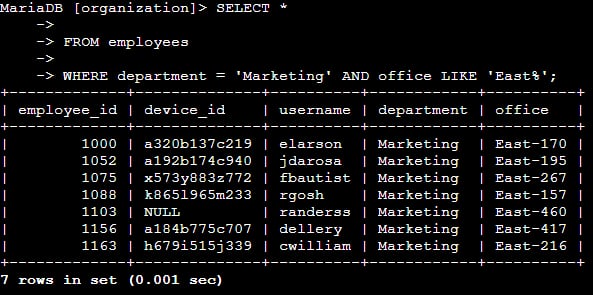 MariaDB [organization]> SELECT *
    ->
    -> FROM employees
    ->
    -> WHERE department = 'Marketing' AND office LIKE 'East%';
+-------------+--------------+----------+------------+----------+
| employee_id | device_id    | username | department | office   |
+-------------+--------------+----------+------------+----------+
|        1000 | a320b137c219 | elarson  | Marketing  | East-170 |
|        1052 | a192b174c940 | jdarosa  | Marketing  | East-195 |
|        1075 | x573y883z772 | fbautist | Marketing  | East-267 |
|        1088 | k8651965m233 | rgosh    | Marketing  | East-157 |
|        1103 | NULL         | randerss | Marketing  | East-460 |
|        1156 | a184b775c707 | dellery  | Marketing  | East-417 |
|        1163 | h679i515j339 | cwilliam | Marketing  | East-216 |
+-------------+--------------+----------+------------+----------+
7 rows in set (0.001 sec)